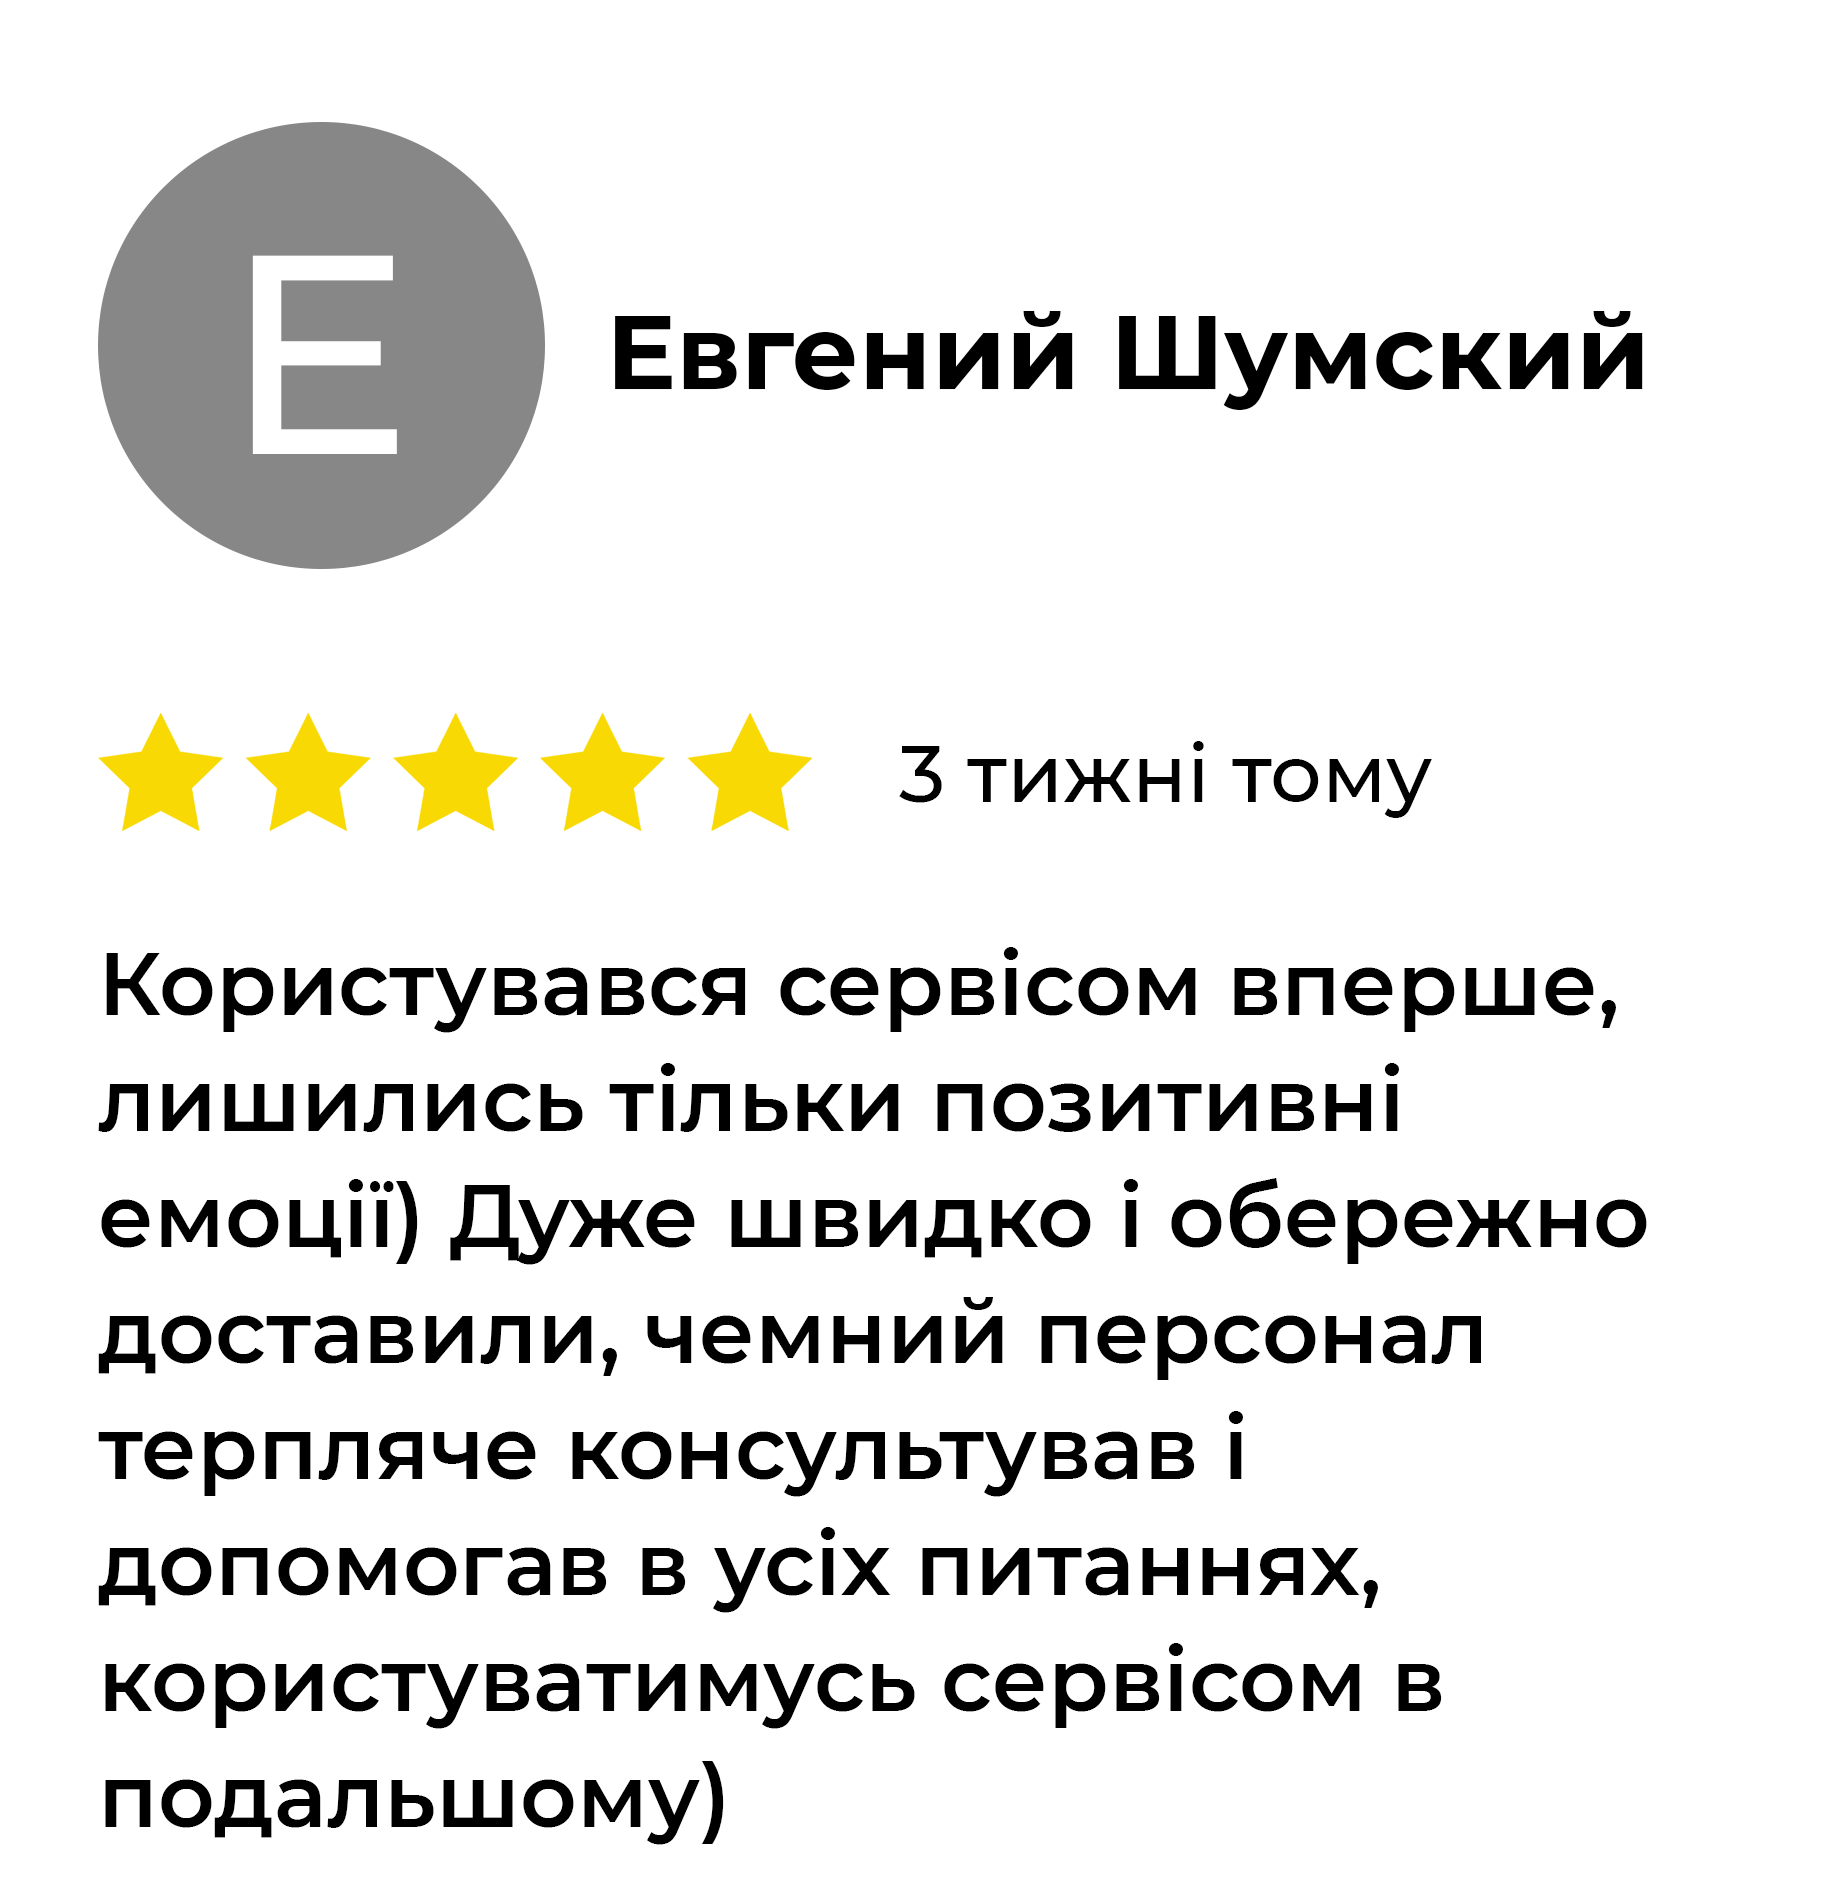 Е
Евгений Шумский
3 тижні тому
Користувався сервісом вперше,
лишились тільки позитивні
емоції) Дуже швидко і обережно
доставили, чемний персонал
терпляче консультував і
допомогав в усіх питаннях,
користуватимусь сервісом в
подальшому)